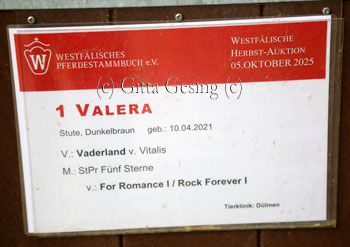 WESTFÄLISCHES
PFERDESTAMMBUCH e.V.
WESTFÄLISCHE
HERBST-AUKTION
05.OKTOBER 2025
W
(c) Gitta Gesing (c)
1 VALERA
Stute, Dunkelbraun geb.: 10.04.2021
V.: Vaderland v. Vitalis
M.: StPr Fünf Sterne
v.: For Romance I / Rock Forever I
Tierklinik: Dülmen